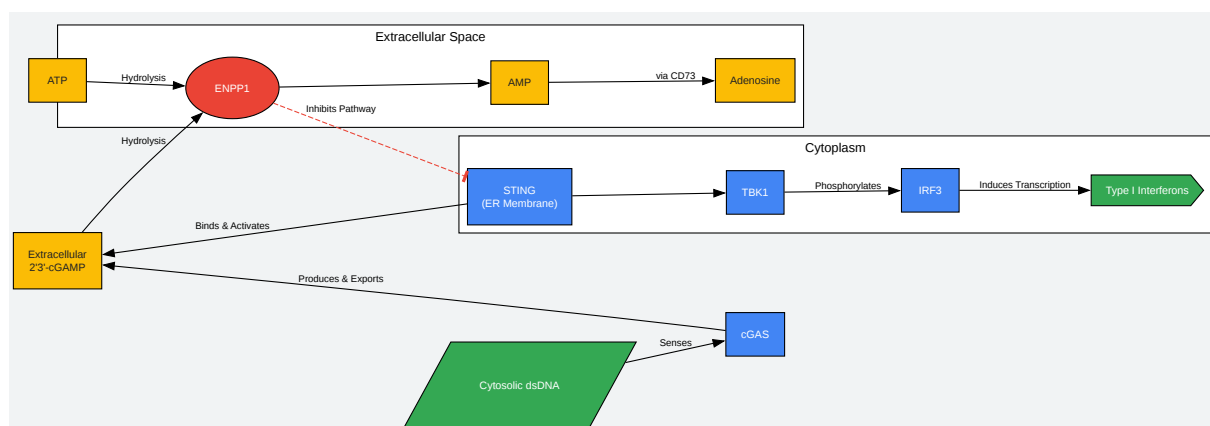 Extracellular Space
ATP
Hydrolysis
ENPP1
AMP
via CD73
Adenosine
Inhibits Pathway
Hydrolysis
Cytoplasm
STING
(ER Membrane)
TBK1
Phosphorylates
IRF3
Induces Transcription
Type I Interferons
Binds & Activates
Extracellular
2'3'-cGAMP
Produces & Exports
cGAS
Senses
Cytosolic dsDNA